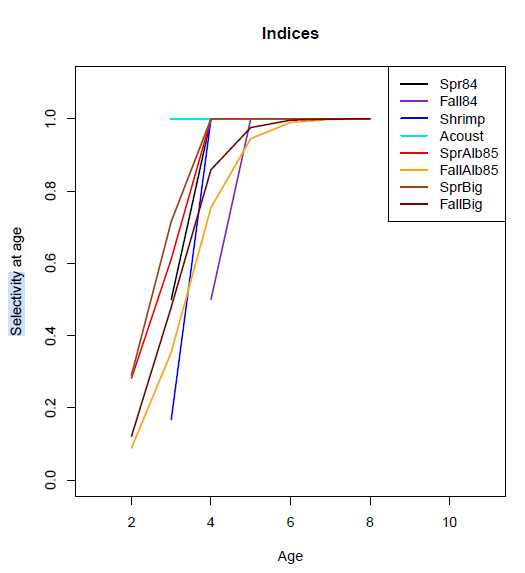 Indices
Spr84
Fall84
Shrimp
Acoust
SprAlb85
FallAlb85
SprBig
FallBig
Selectivity at age
1.0
0.8
0.6
0.4
0.2
0.0
2 4 6 8 10
Age